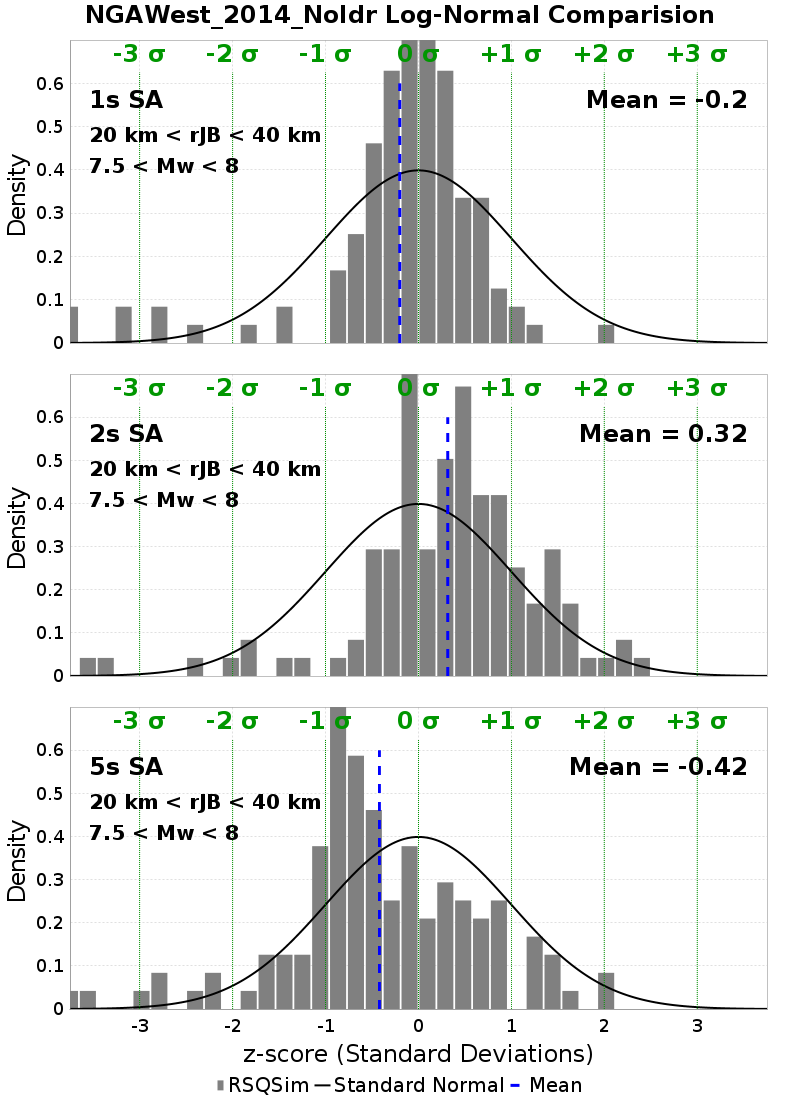 NGAWest_2014_NoIdr Log-Normal Comparision
-3 σ -2 σ -1 σ 0 σ +1 σ +2 σ +3 σ
1s SA
Mean = -0.2
20 km < rJB < 40 km
7.5 < Mw < 8
Density
0.6
0.5
0.4
0.3
0.2
0.1
0
-3 σ -2 σ -1 σ 0 σ +1 σ +2 σ +3 σ
2s SA
Mean = 0.32
20 km < rJB < 40 km
7.5 < Mw < 8
Density
0.6
0.5
0.4
0.3
0.2
0.1
0
-3 σ -2 σ -1 σ 0 σ +1 σ +2 σ +3 σ
5s SA
Mean = -0.42
20 km < rJB < 40 km
7.5 < Mw < 8
Density
0.6
0.5
0.4
0.3
0.2
0.1
0
-3 -2 -1 0 1 2 3
z-score (Standard Deviations)
RSQSim Standard Normal Mean